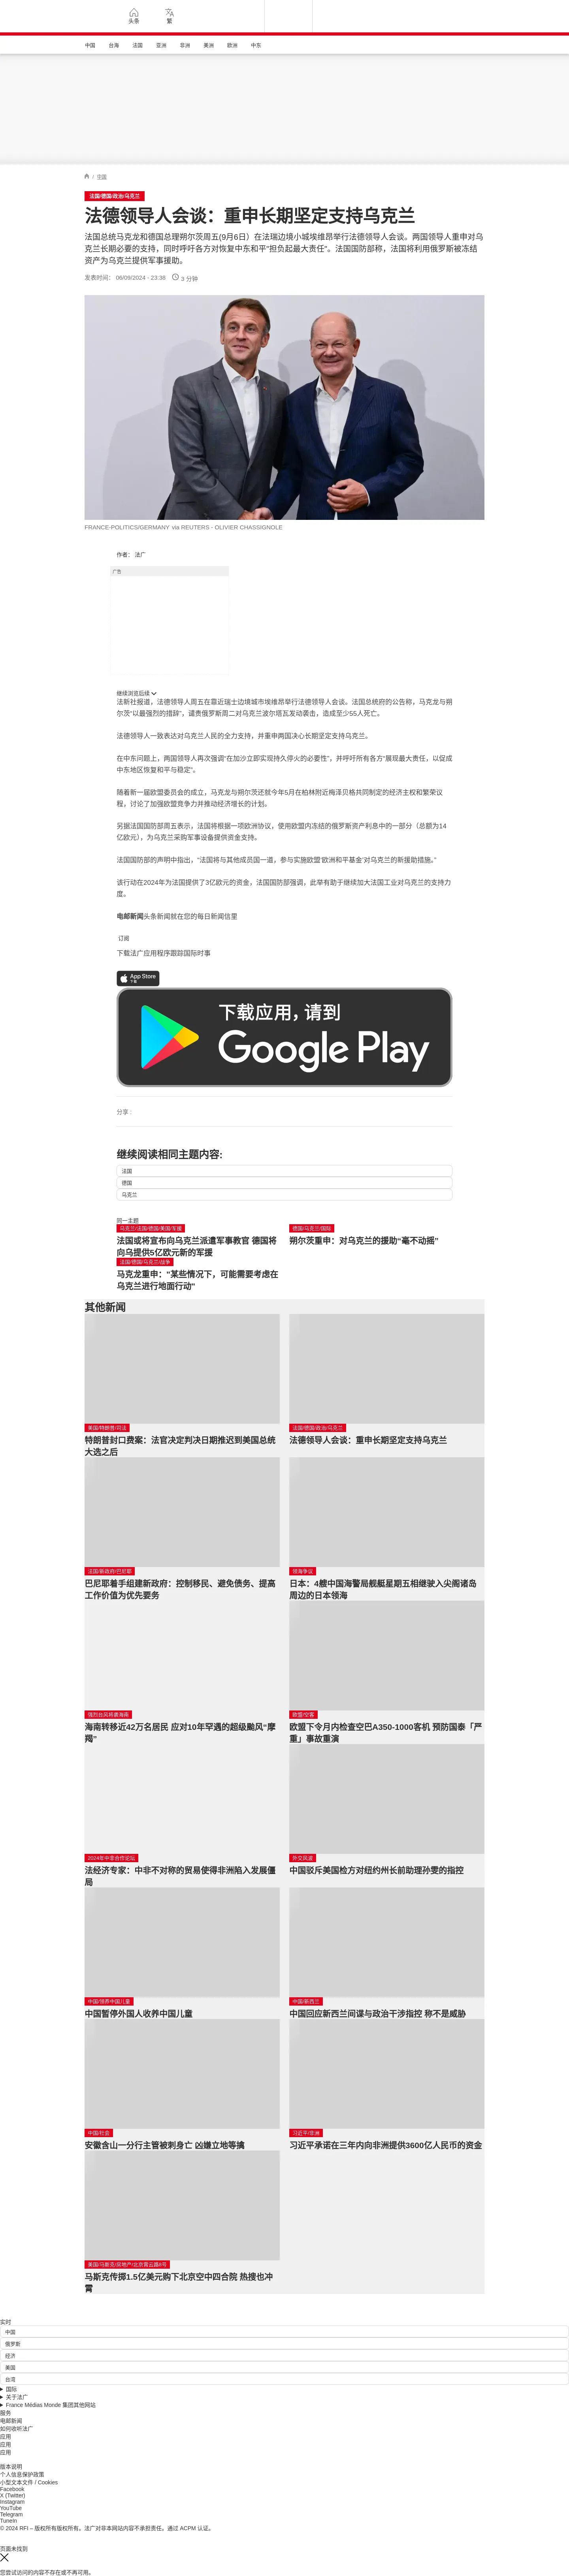 头条
繁
中国
台海
法国
亚洲
非洲
美洲
欧洲
中东
/ 中国
法国/德国/政治/乌克兰
法德领导人会谈：重申长期坚定支持乌克兰
法国总统马克龙和德国总理朔尔茨周五(9月6日）在法瑞边境小城埃维昂举行法德领导人会谈。两国领导人重申对乌克兰长期必要的支持，同时呼吁各方对恢复中东和平“担负起最大责任”。法国国防部称，法国将利用俄罗斯被冻结资产为乌克兰提供军事援助。
发表时间： 06/09/2024 - 23:38
3 分钟
FRANCE-POLITICS/GERMANY via REUTERS - OLIVIER CHASSIGNOLE
作者： 法广
广告
继续浏览后续
法新社报道，法德领导人周五在靠近瑞士边境城市埃维昂举行法德领导人会谈。法国总统府的公告称，马克龙与朔尔茨“以最强烈的措辞”，谴责俄罗斯周二对乌克兰波尔塔瓦发动袭击，造成至少55人死亡。
法德领导人一致表达对乌克兰人民的全力支持，并重申两国决心长期坚定支持乌克兰。
在中东问题上，两国领导人再次强调“在加沙立即实现持久停火的必要性”，并呼吁所有各方“展现最大责任，以促成中东地区恢复和平与稳定”。
随着新一届欧盟委员会的成立，马克龙与朔尔茨还就今年5月在柏林附近梅泽贝格共同制定的经济主权和繁荣议程，讨论了加强欧盟竞争力并推动经济增长的计划。
另据法国国防部周五表示，法国将根据一项欧洲协议，使用欧盟内冻结的俄罗斯资产利息中的一部分（总额为14亿欧元），为乌克兰采购军事设备提供资金支持。
法国国防部的声明中指出，“法国将与其他成员国一道，参与实施欧盟‘欧洲和平基金’对乌克兰的新援助措施。”
该行动在2024年为法国提供了3亿欧元的资金，法国国防部强调，此举有助于继续加大法国工业对乌克兰的支持力度。
电邮新闻头条新闻就在您的每日新闻信里
订阅
下载法广应用程序跟踪国际时事
App Store
下载
下载应用，请到
Google Play
分享 :
继续阅读相同主题内容:
法国
德国
乌克兰
同一主题
乌克兰/法国/德国/美国/军援
法国或将宣布向乌克兰派遣军事教官 德国将向乌提供5亿欧元新的军援
德国/乌克兰/国际
朔尔茨重申：对乌克兰的援助“毫不动摇”
法国/德国/乌克兰/战争
马克龙重申：“某些情况下，可能需要考虑在乌克兰进行地面行动”
其他新闻
美国/特朗普/司法
特朗普封口费案：法官决定判决日期推迟到美国总统大选之后
法国/德国/政治/乌克兰
法德领导人会谈：重申长期坚定支持乌克兰
法国/新政府/巴尼耶
巴尼耶着手组建新政府：控制移民、避免债务、提高工作价值为优先要务
领海争议
日本：4艘中国海警局舰艇星期五相继驶入尖阁诸岛周边的日本领海
强烈台风将袭海南
海南转移近42万名居民 应对10年罕遇的超级颱风“摩羯”
欧盟/空客
欧盟下令月内检查空巴A350-1000客机 预防国泰「严重」事故重演
2024年中非合作论坛
法经济专家：中非不对称的贸易使得非洲陷入发展僵局
外交风波
中国驳斥美国检方对纽约州长前助理孙雯的指控
中国/领养中国儿童
中国暂停外国人收养中国儿童
中国/新西兰
中国回应新西兰间谍与政治干涉指控 称不是威胁
中国/社会
安徽含山一分行主管被刺身亡 凶嫌立地等擒
习近平/非洲
习近平承诺在三年内向非洲提供3600亿人民币的资金
美国/马斯克/房地产/北京霄云路8号
马斯克传掷1.5亿美元购下北京空中四合院 热搜也冲霄
实时
中国
俄罗斯
经济
美国
台湾
国际
关于法广
France Médias Monde 集团其他网站
服务
电邮新闻
如何收听法广
应用
应用
应用
版本说明
个人信息保护政策
小型文本文件 / Cookies
Facebook
X (Twitter)
Instagram
YouTube
Telegram
TuneIn
© 2024 RFI – 版权所有版权所有。法广对非本网站内容不承担责任。通过 ACPM 认证。
页面未找到
您尝试访问的内容不存在或不再可用。